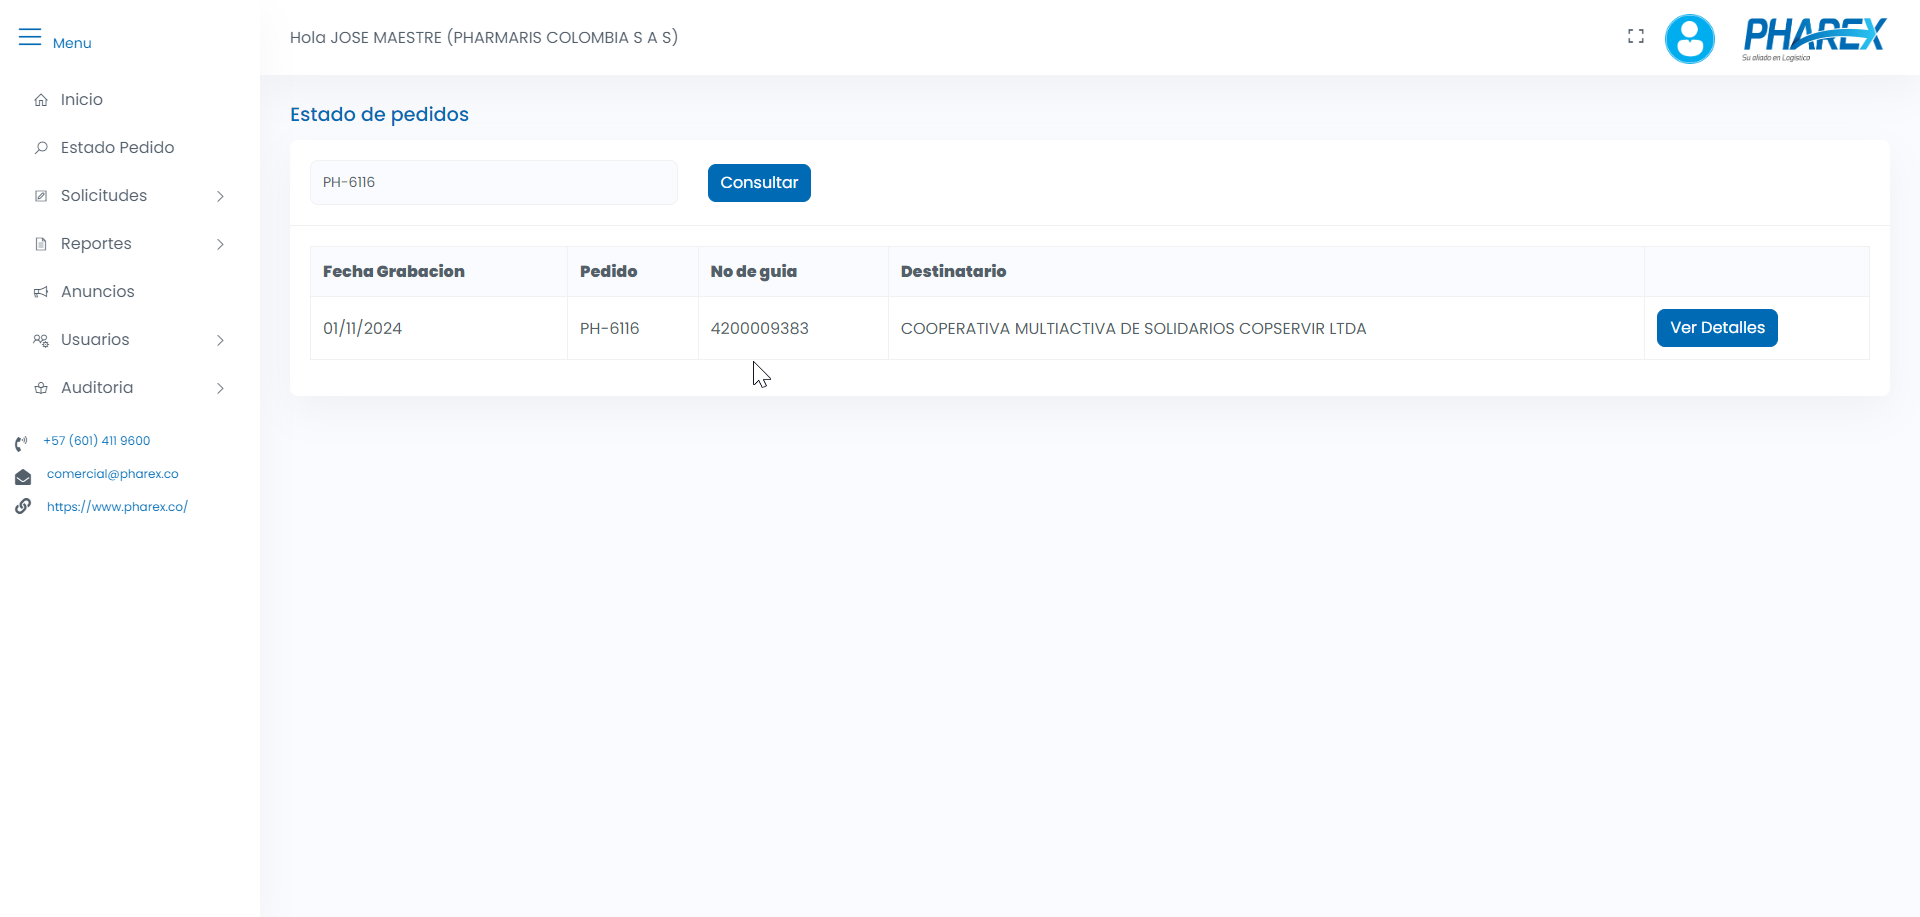 Menu
Inicio
Estado Pedido
Solicitudes
Reportes
Anuncios
Usuarios
Auditoria
+57 (601) 411 9600
comercial@pharex.co
https://www.pharex.co/
Hola JOSE MAESTRE (PHARMARIS COLOMBIA S A S)
PHAREX
Su aliado en Logística
Estado de pedidos
PH-6116
Consultar
Fecha Grabacion Pedido No de guia Destinatario
01/11/2024 PH-6116 4200009383 COOPERATIVA MULTIACTIVA DE SOLIDARIOS COPSERVIR LTDA Ver Detalles